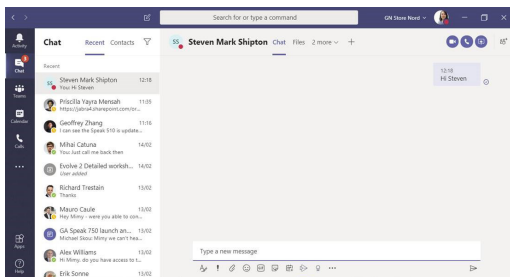 Search for or type a command
GN Store Nord
Activity
Chat
Teams
Calendar
Calls
Apps
Help
Chat
Recent
Contacts
Recent
SS
Steven Mark Shipton 12:18
You: Hi Steven
Priscilla Yayra Mensah 11:35
https://jabra4.sharepoint.com/or...
Geoffrey Zhang 11:16
I can see the Speak 510 is update...
Mihai Catuna 14/02
You: Just call me back then
Evolve 2 Detailed worksh... 14/02
User added
Richard Trestain 13/02
Thanks
Mauro Caule 13/02
Hey Mimy - were you able to con...
GA Speak 750 launch an... 13/02
Michael Skou: Mimy we can't hea...
Alex Williams 13/02
Hi Mimy, do you have access to t...
Erik Sonne 13/02
SS Steven Mark Shipton Chat Files 2 more +
12:18
Hi Steven
Type a new message